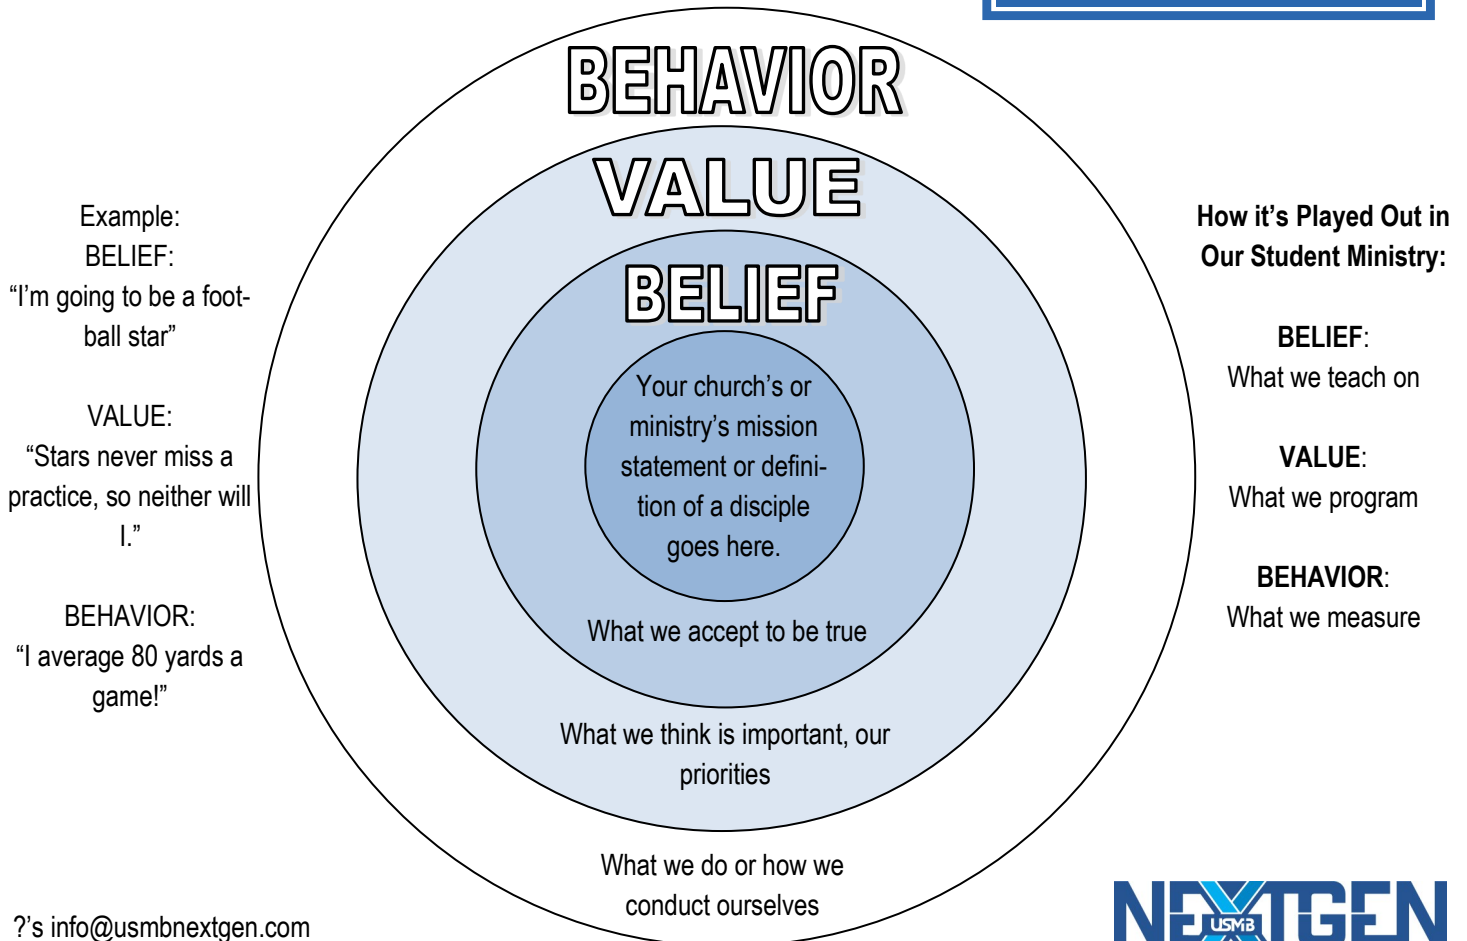 BEHAVIOR
VALUE
BELIEF
Your church’s or
ministry’s mission
statement or defini-
tion of a disciple
goes here.
What we accept to be true
What we think is important, our
priorities
What we do or how we
conduct ourselves
Example:
BELIEF:
“I’m going to be a foot-
ball star”
VALUE:
“Stars never miss a
practice, so neither will
I.”
BEHAVIOR:
“I average 80 yards a
game!”
How it’s Played Out in
Our Student Ministry:
BELIEF:
What we teach on
VALUE:
What we program
BEHAVIOR:
What we measure
?’s info@usmbnextgen.com
NEXTGEN
USMB